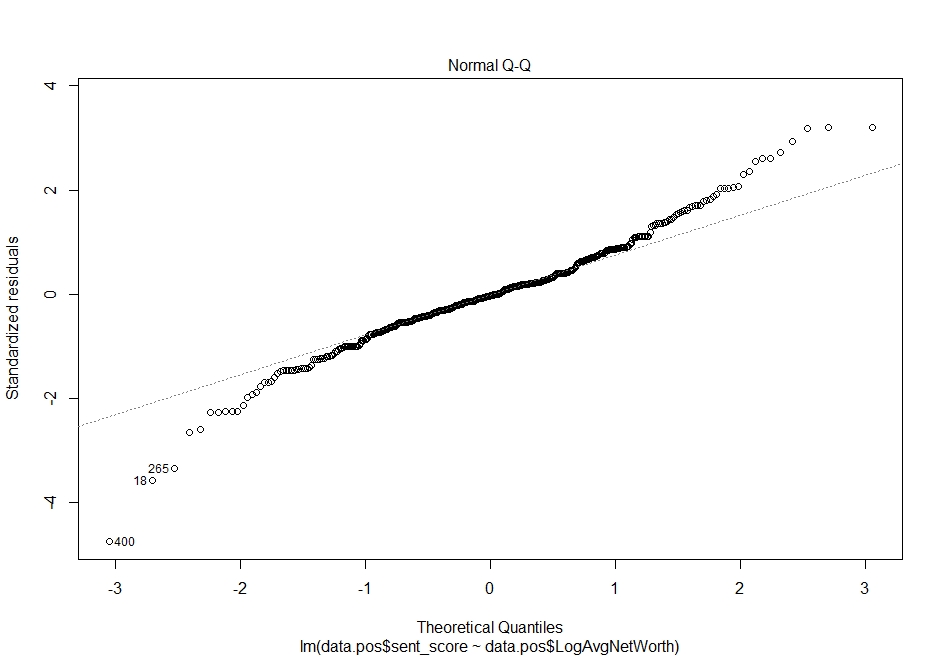 Normal Q-Q
4
2
0
-2
-4
Standardized residuals
265
18
400
-3 -2 -1 0 1 2 3
Theoretical Quantiles
lm(data.pos$sent_score ~ data.pos$LogAvgNetWorth)